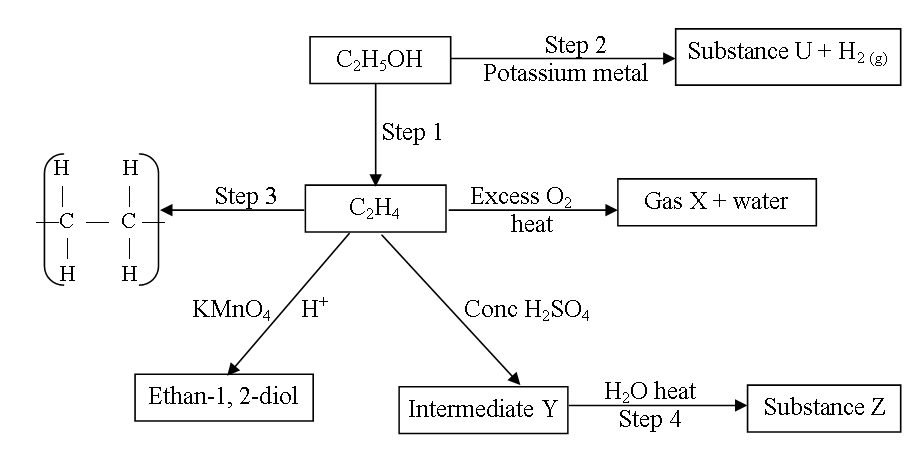 C₂H₅OH
Step 2
Potassium metal
Substance U + H₂ (g)
Step 1
H H
C C
H H
Step 3
C₂H₄
Excess O₂
heat
Gas X + water
KMnO₄ H⁺
Conc H₂SO₄
Ethan-1, 2-diol
Intermediate Y
H₂O heat
Step 4
Substance Z